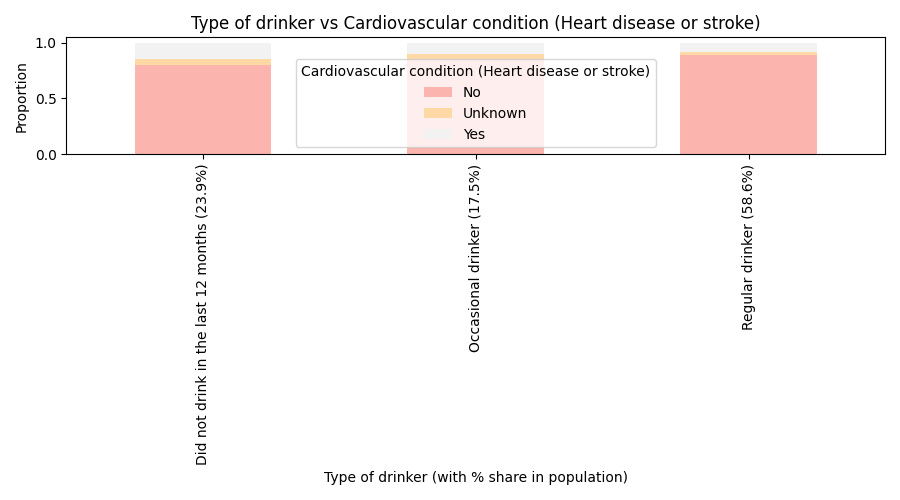 Type of drinker vs Cardiovascular condition (Heart disease or stroke)
Proportion
1.0
0.5
0.0
Cardiovascular condition (Heart disease or stroke)
No
Unknown
Yes
Did not drink in the last 12 months (23.9%)
Occasional drinker (17.5%)
Regular drinker (58.6%)
Type of drinker (with % share in population)